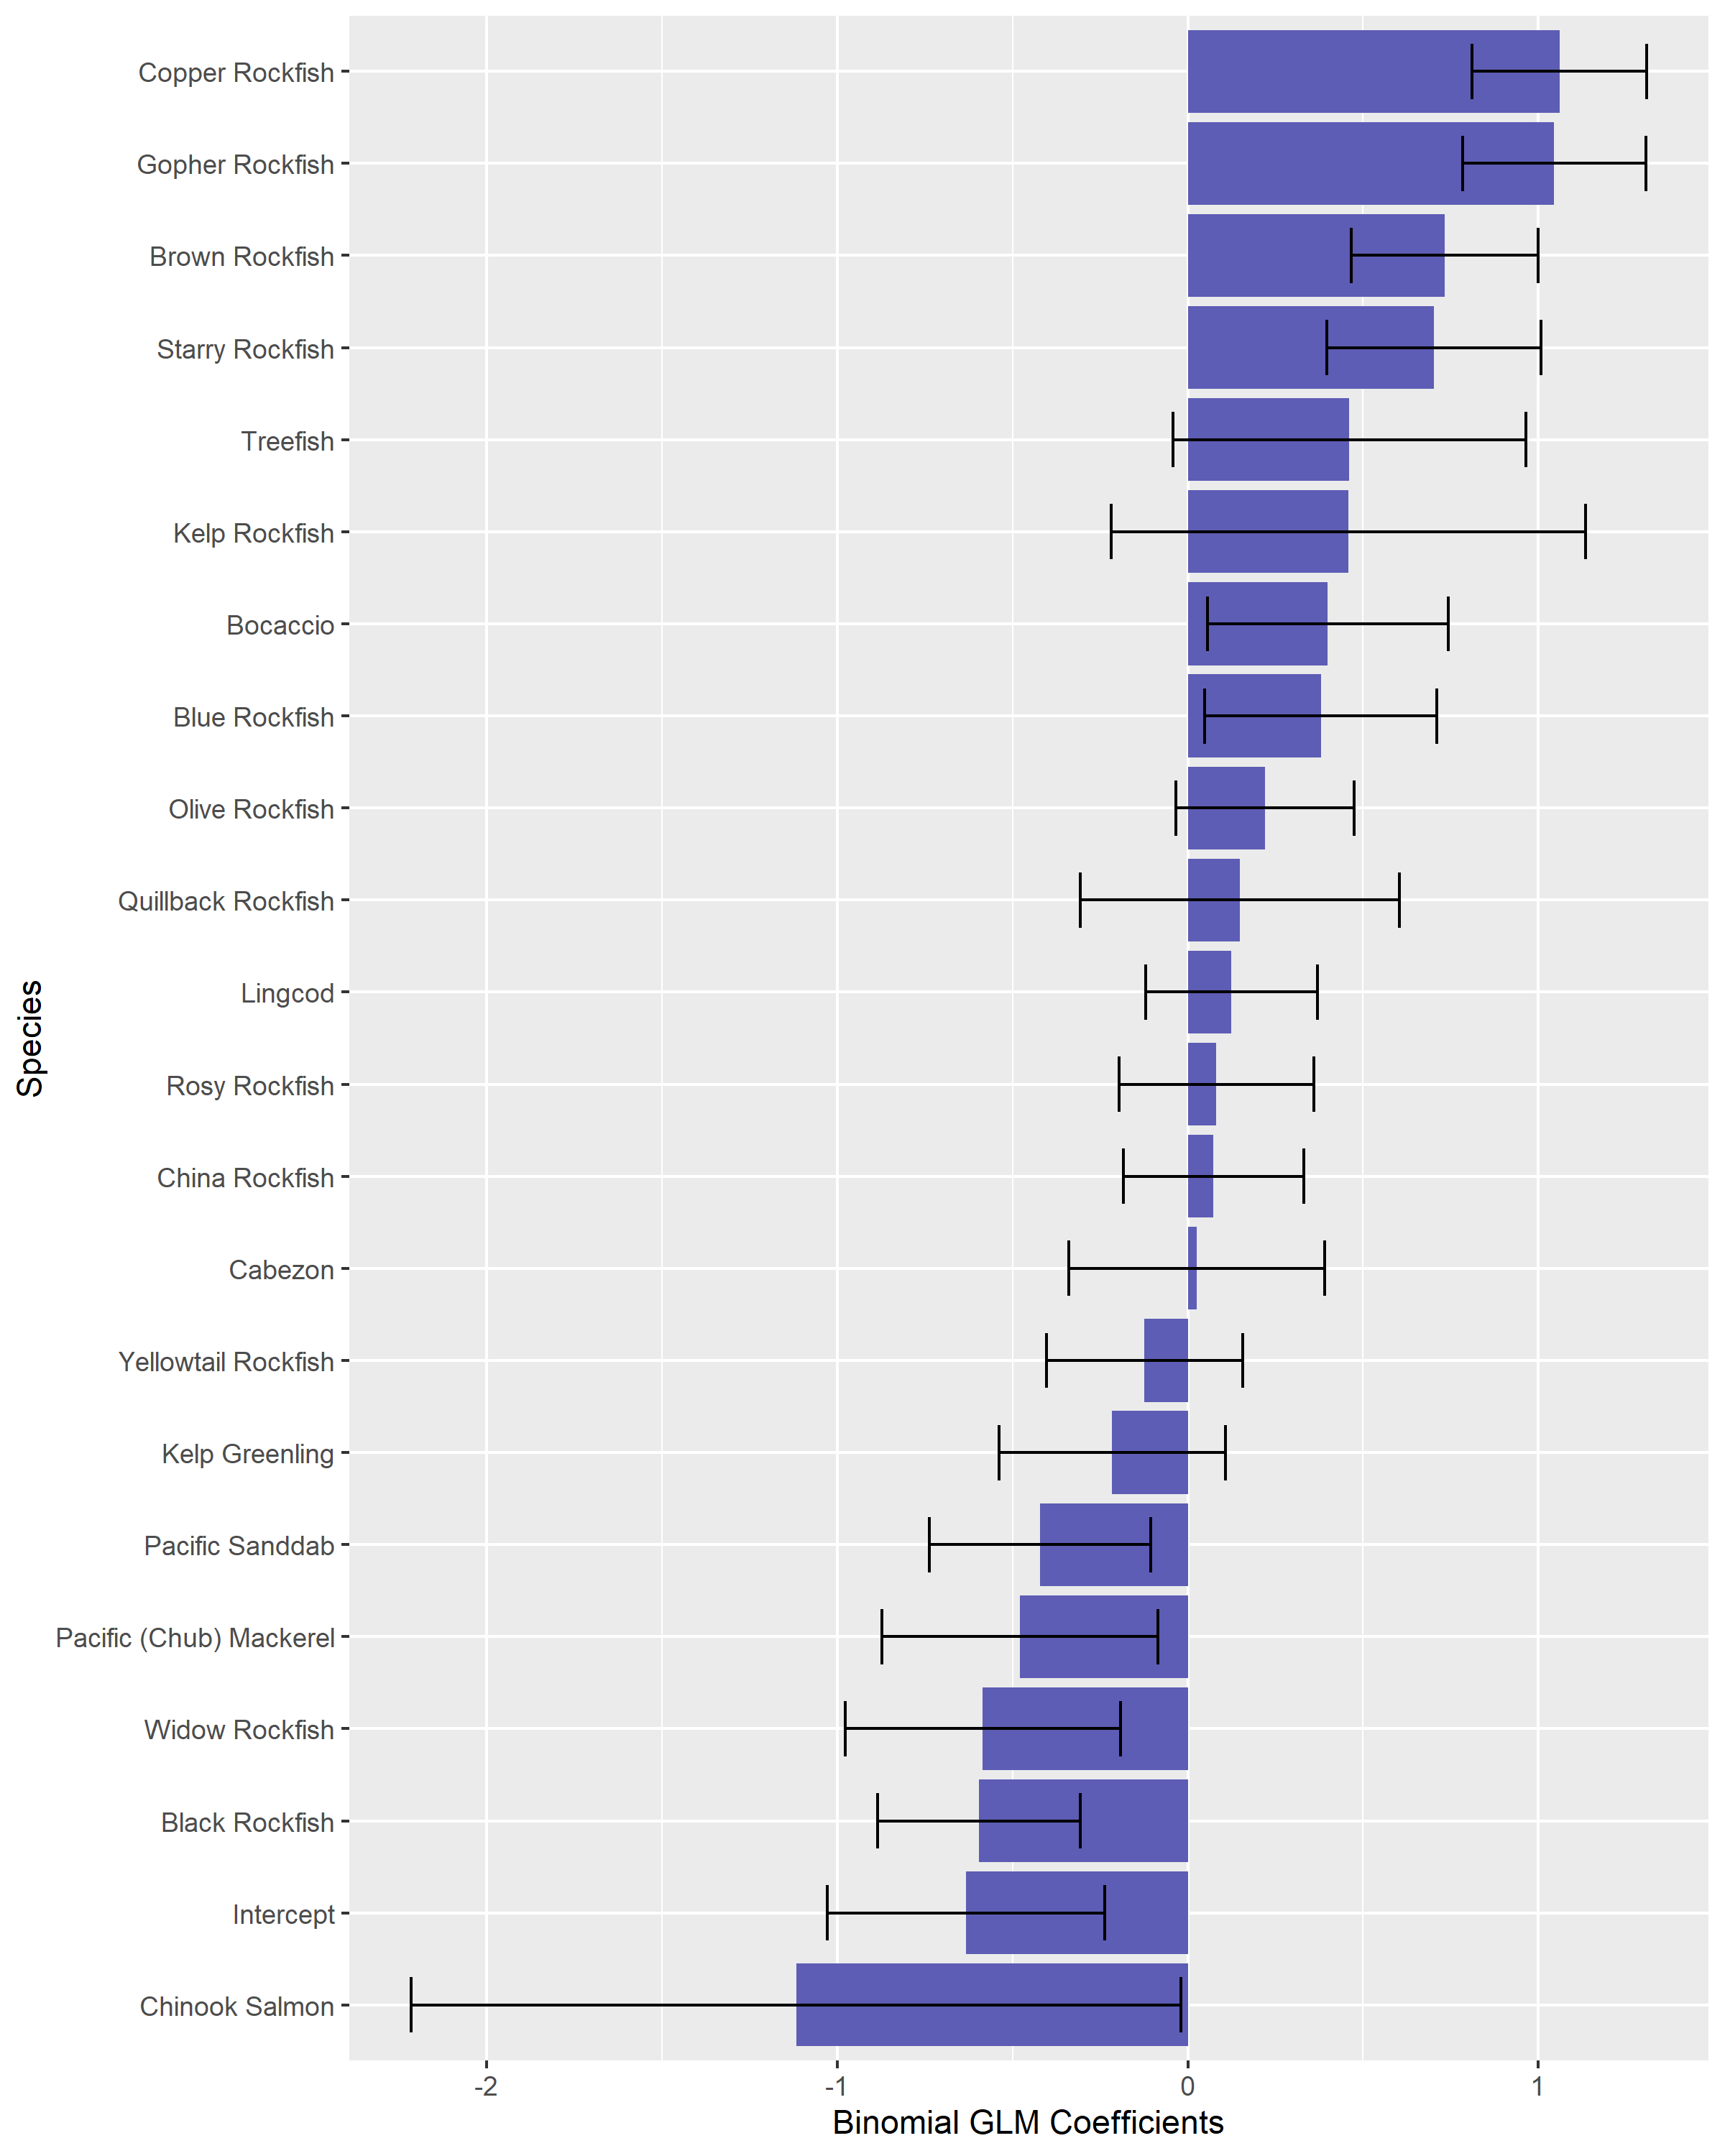 Copper Rockfish
Gopher Rockfish
Brown Rockfish
Starry Rockfish
Treefish
Kelp Rockfish
Bocaccio
Blue Rockfish
Olive Rockfish
Quillback Rockfish
Lingcod
Rosy Rockfish
China Rockfish
Cabezon
Yellowtail Rockfish
Kelp Greenling
Pacific Sanddab
Pacific (Chub) Mackerel
Widow Rockfish
Black Rockfish
Intercept
Chinook Salmon
Species
-2 -1 0 1
Binomial GLM Coefficients